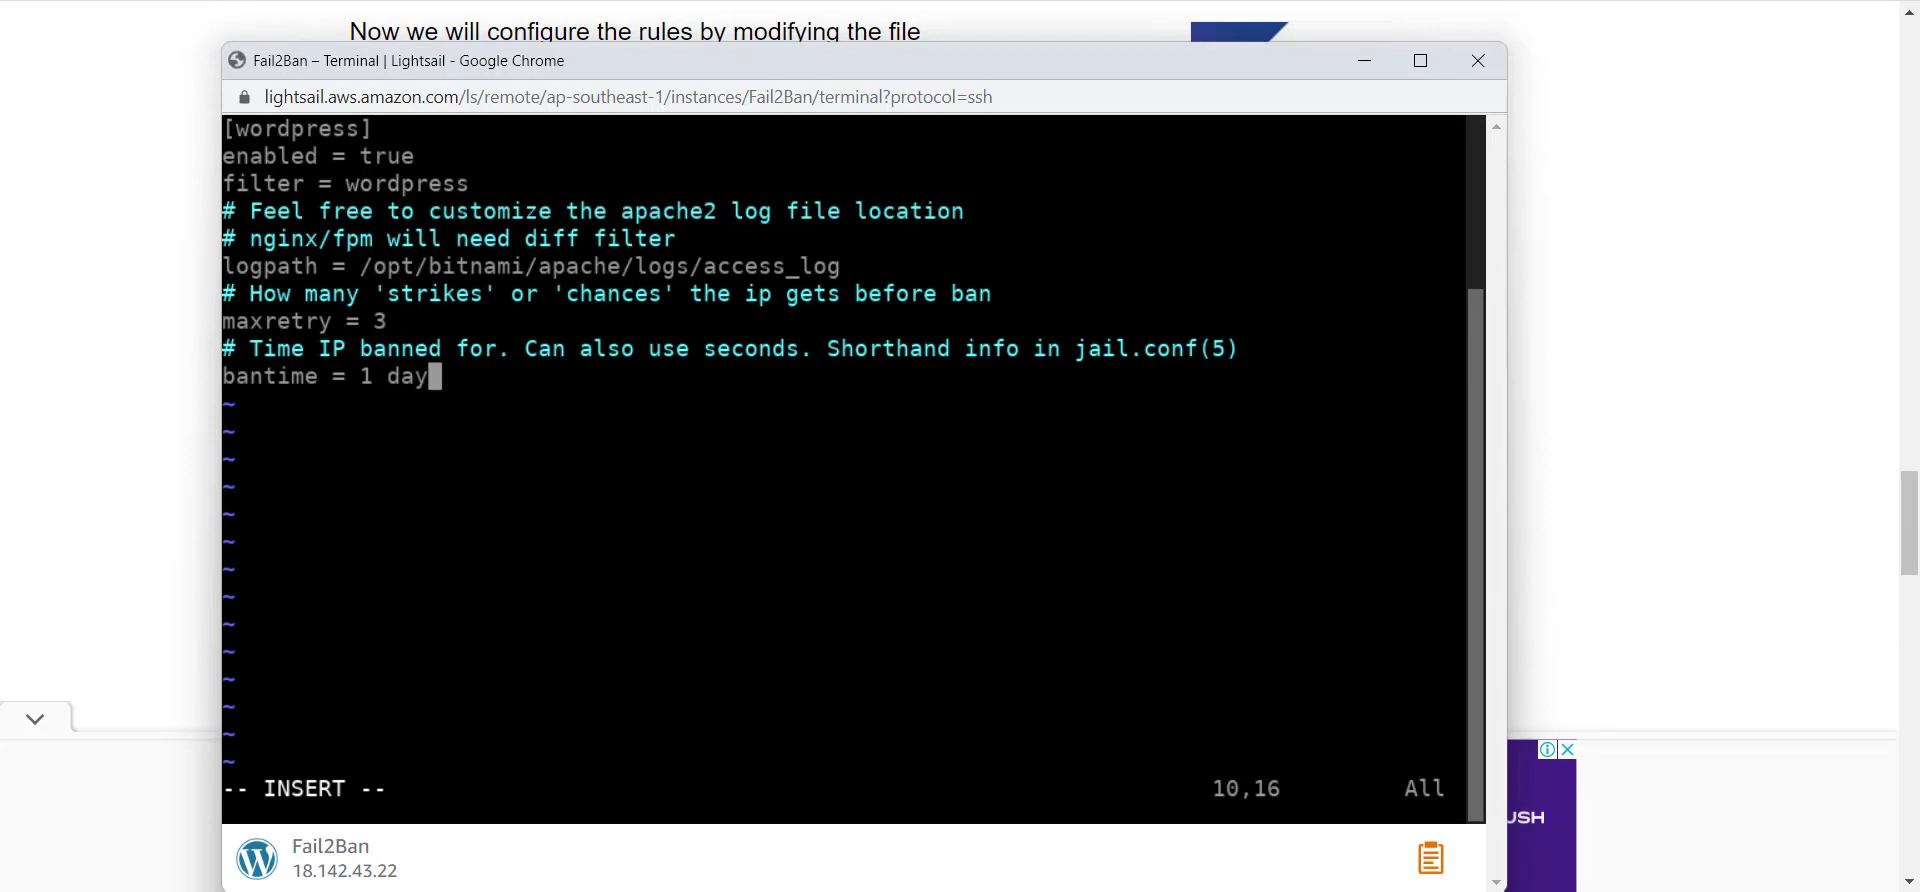 Now we will configure the rules by modifying the file
Fail2Ban – Terminal | Lightsail - Google Chrome
lightsail.aws.amazon.com/ls/remote/ap-southeast-1/instances/Fail2Ban/terminal?protocol=ssh
[wordpress]
enabled = true
filter = wordpress
# Feel free to customize the apache2 log file location
# nginx/fpm will need diff filter
logpath = /opt/bitnami/apache/logs/access_log
# How many 'strikes' or 'chances' the ip gets before ban
maxretry = 3
# Time IP banned for. Can also use seconds. Shorthand info in jail.conf(5)
bantime = 1 day
~
~
~
~
~
~
~
~
~
~
~
~
~
~
-- INSERT -- 10,16 All
USH
Fail2Ban
18.142.43.22